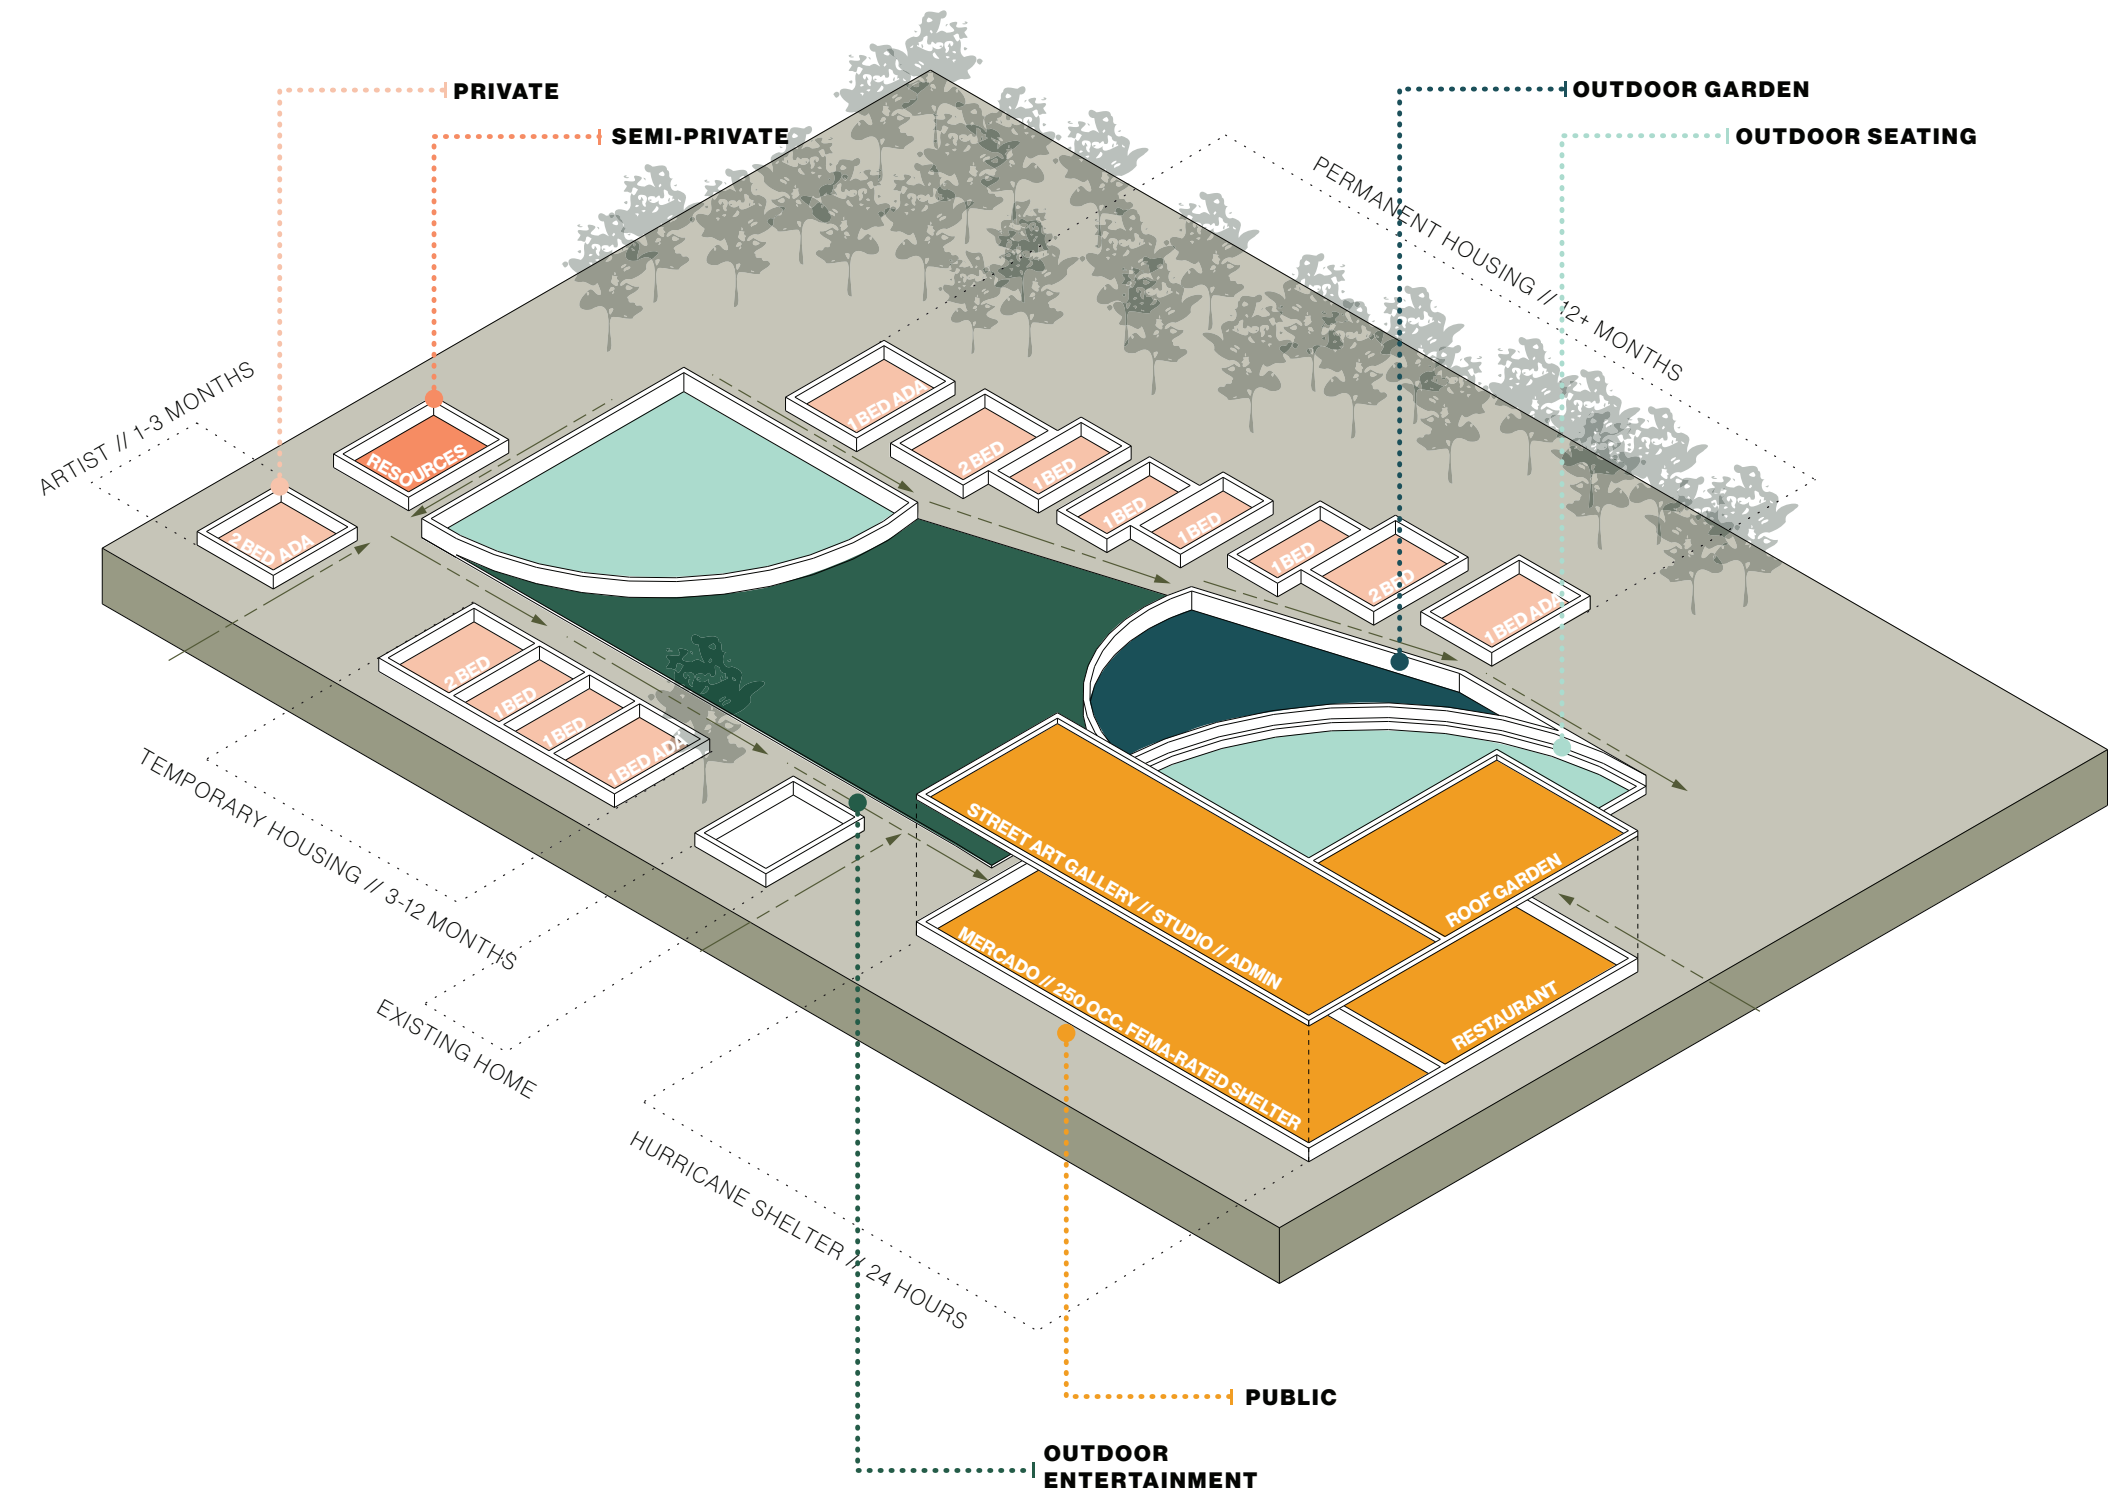 PRIVATE
OUTDOOR GARDEN
SEMI-PRIVATE
OUTDOOR SEATING
PERMANENT HOUSING // 12+ MONTHS
ARTIST // 1-3 MONTHS
1 BED ADA
RESOURCES
2 BED
1 BED
1 BED
1 BED
2 BED ADA
1 BED
2 BED
1 BED ADA
2 BED
1 BED
1 BED
1 BED ADA
TEMPORARY HOUSING // 3-12 MONTHS
STREET ART GALLERY // STUDIO // ADMIN
ROOF GARDEN
MERCADO // 250 OCC. FEMA-RATED SHELTER
RESTAURANT
EXISTING HOME
HURRICANE SHELTER // 24 HOURS
PUBLIC
OUTDOOR
ENTERTAINMENT